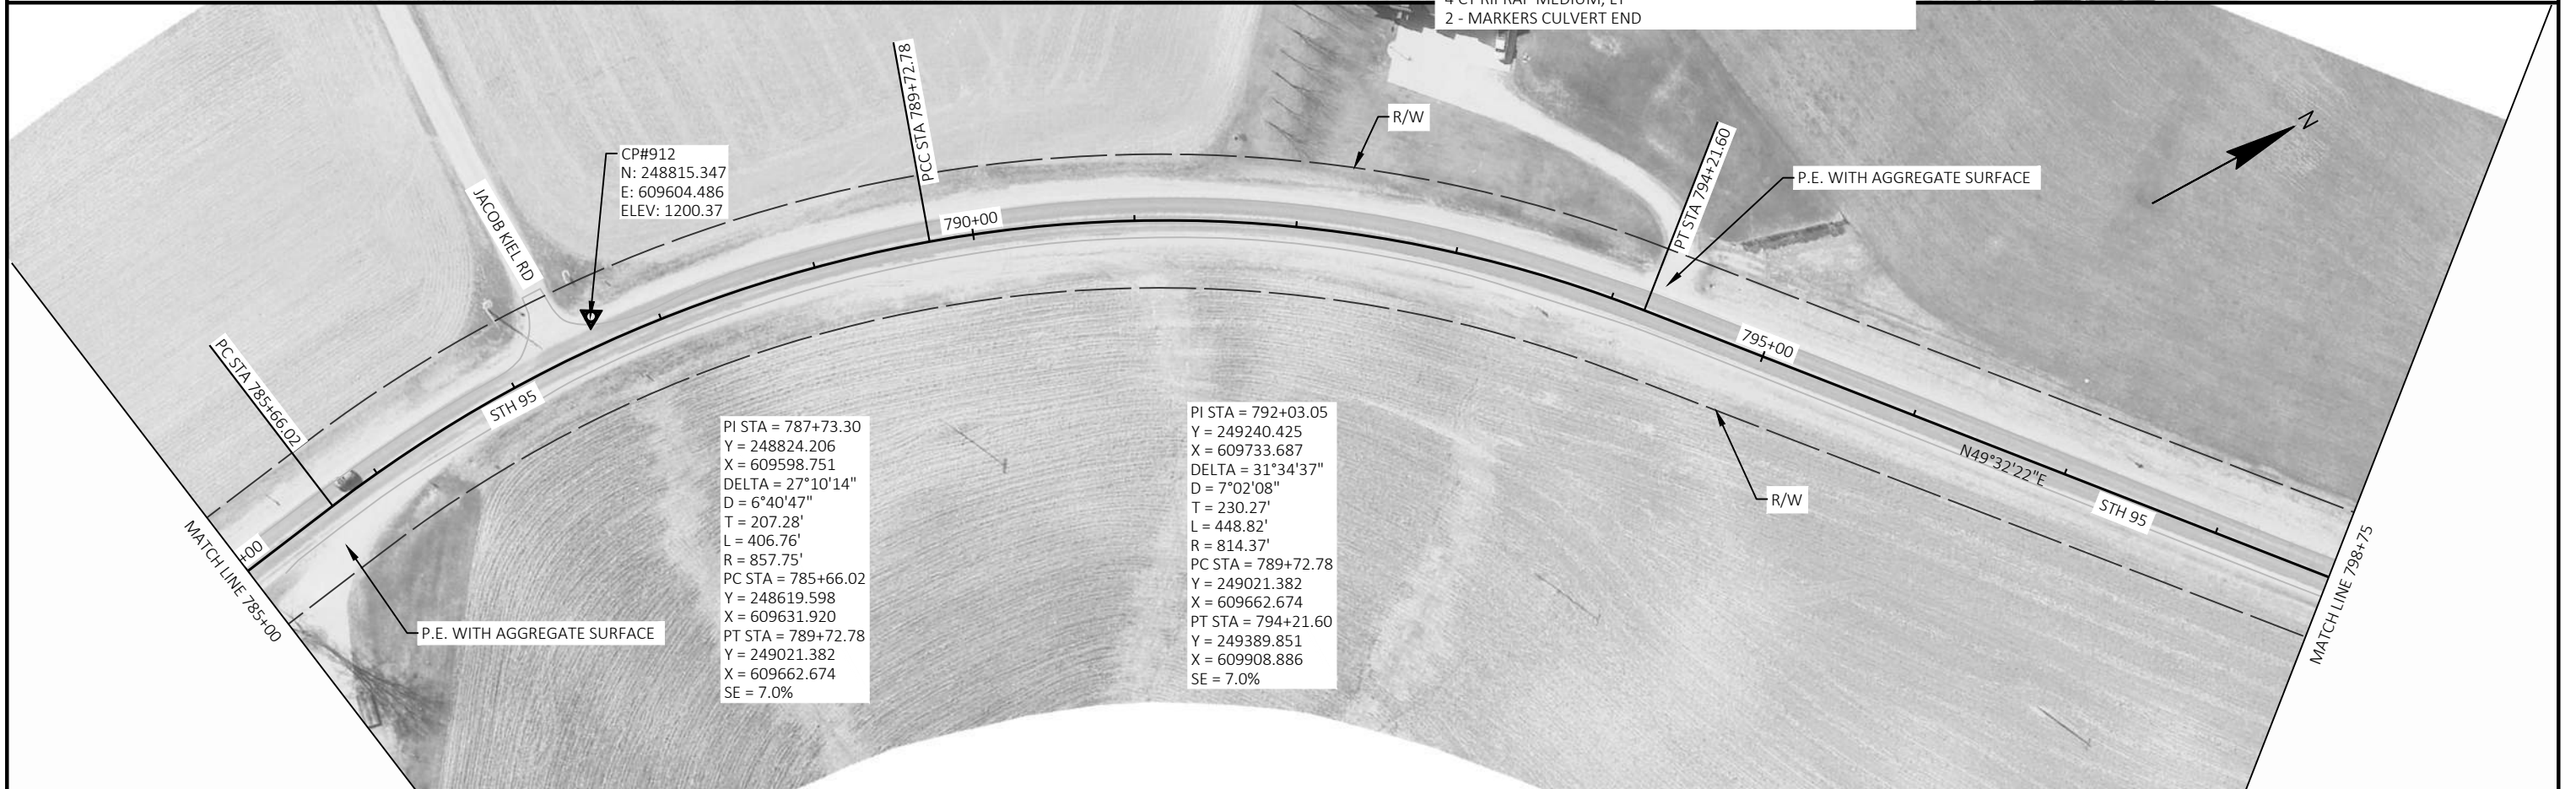 2 - MARKERS CULVERT END
PCC STA 789+72.78
R/W
N
CP#912
N: 248815.347
E: 609604.486
ELEV: 1200.37
PT STA 794+21.60
P.E. WITH AGGREGATE SURFACE
JACOB KIEL RD
790+00
PC STA 785+66.02
795+00
STH 95
PI STA = 787+73.30
Y = 248824.206
X = 609598.751
DELTA = 27°10'14"
D = 6°40'47"
T = 207.28'
L = 406.76'
R = 857.75'
PC STA = 785+66.02
Y = 248619.598
X = 609631.920
PT STA = 789+72.78
Y = 249021.382
X = 609662.674
SE = 7.0%
PI STA = 792+03.05
Y = 249240.425
X = 609733.687
DELTA = 31°34'37"
D = 7°02'08"
T = 230.27'
L = 448.82'
R = 814.37'
PC STA = 789+72.78
Y = 249021.382
X = 609662.674
PT STA = 794+21.60
Y = 249389.851
X = 609908.886
SE = 7.0%
N49°32'22"E
R/W
STH 95
+00
MATCH LINE 785+00
P.E. WITH AGGREGATE SURFACE
MATCH LINE 798+75